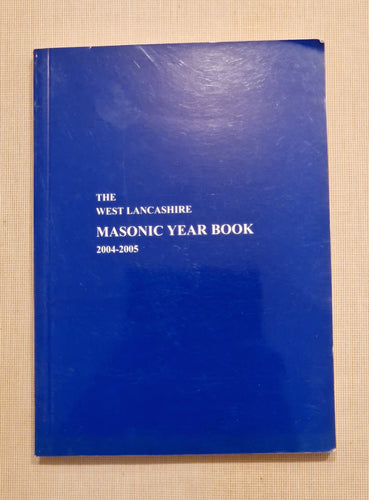 THE
WEST LANCASHIRE
MASONIC YEAR BOOK
2004-2005